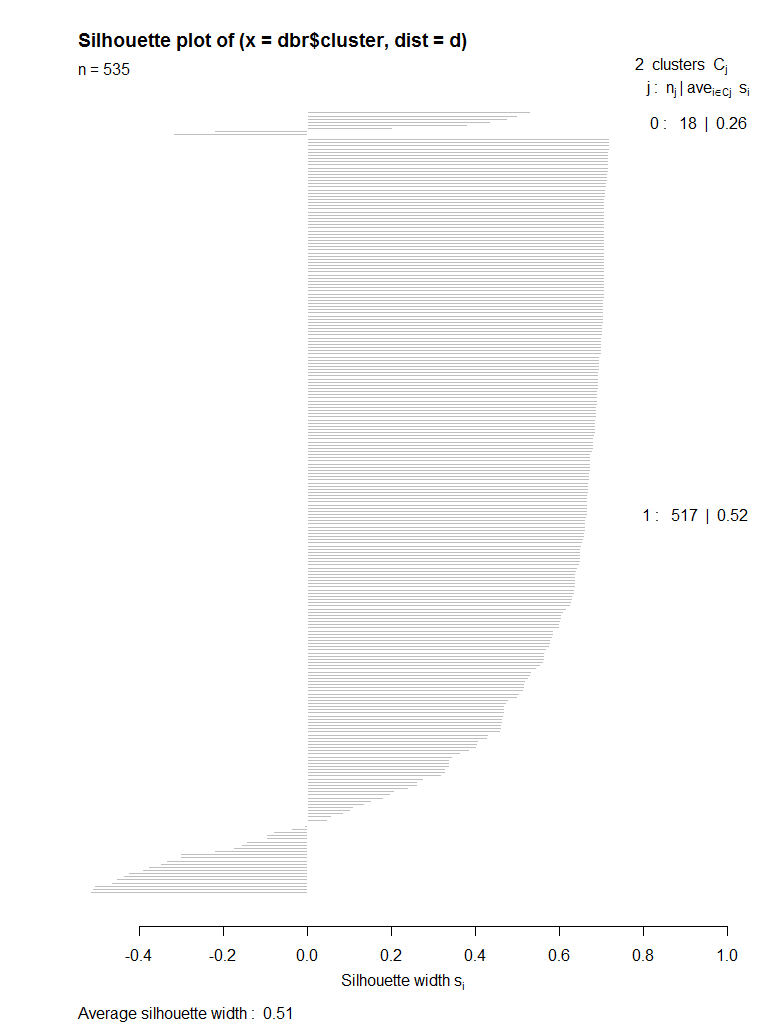 Silhouette plot of (x = dbr$cluster, dist = d)
n = 535
2 clusters Cj
j : nj | avei∈Cj si
0 : 18 | 0.26
1 : 517 | 0.52
-0.4 -0.2 0.0 0.2 0.4 0.6 0.8 1.0
Silhouette width si
Average silhouette width : 0.51